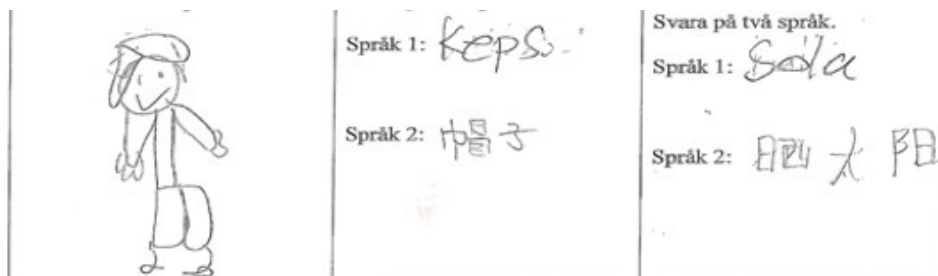 Språk 1: Keps
Språk 2: 帽子
Svara på två språk.
Språk 1: Sola
Språk 2: 晒太阳